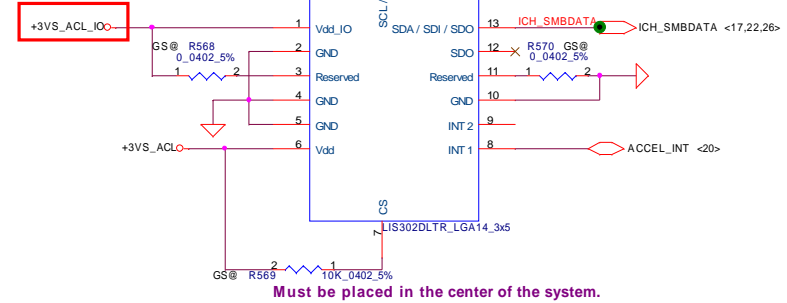 SCL /
+3VS_ACL_IO
1
Vdd_IO
SDA / SDI / SDO
13
ICH_SMBDATA
ICH_SMBDATA <17,22,26>
GS@ R568
0_0402_5%
2
GND
SDO
12
R570 GS@
0_0402_5%
1 2
3
Reserved
Reserved
11
1 2
4
GND
GND
10
5
GND
INT 2
9
+3VS_ACL
6
Vdd
INT 1
8
ACCEL_INT <20>
CS
7
LIS302DLTR_LGA14_3x5
2 1
GS@ R569 10K_0402_5%
Must be placed in the center of the system.